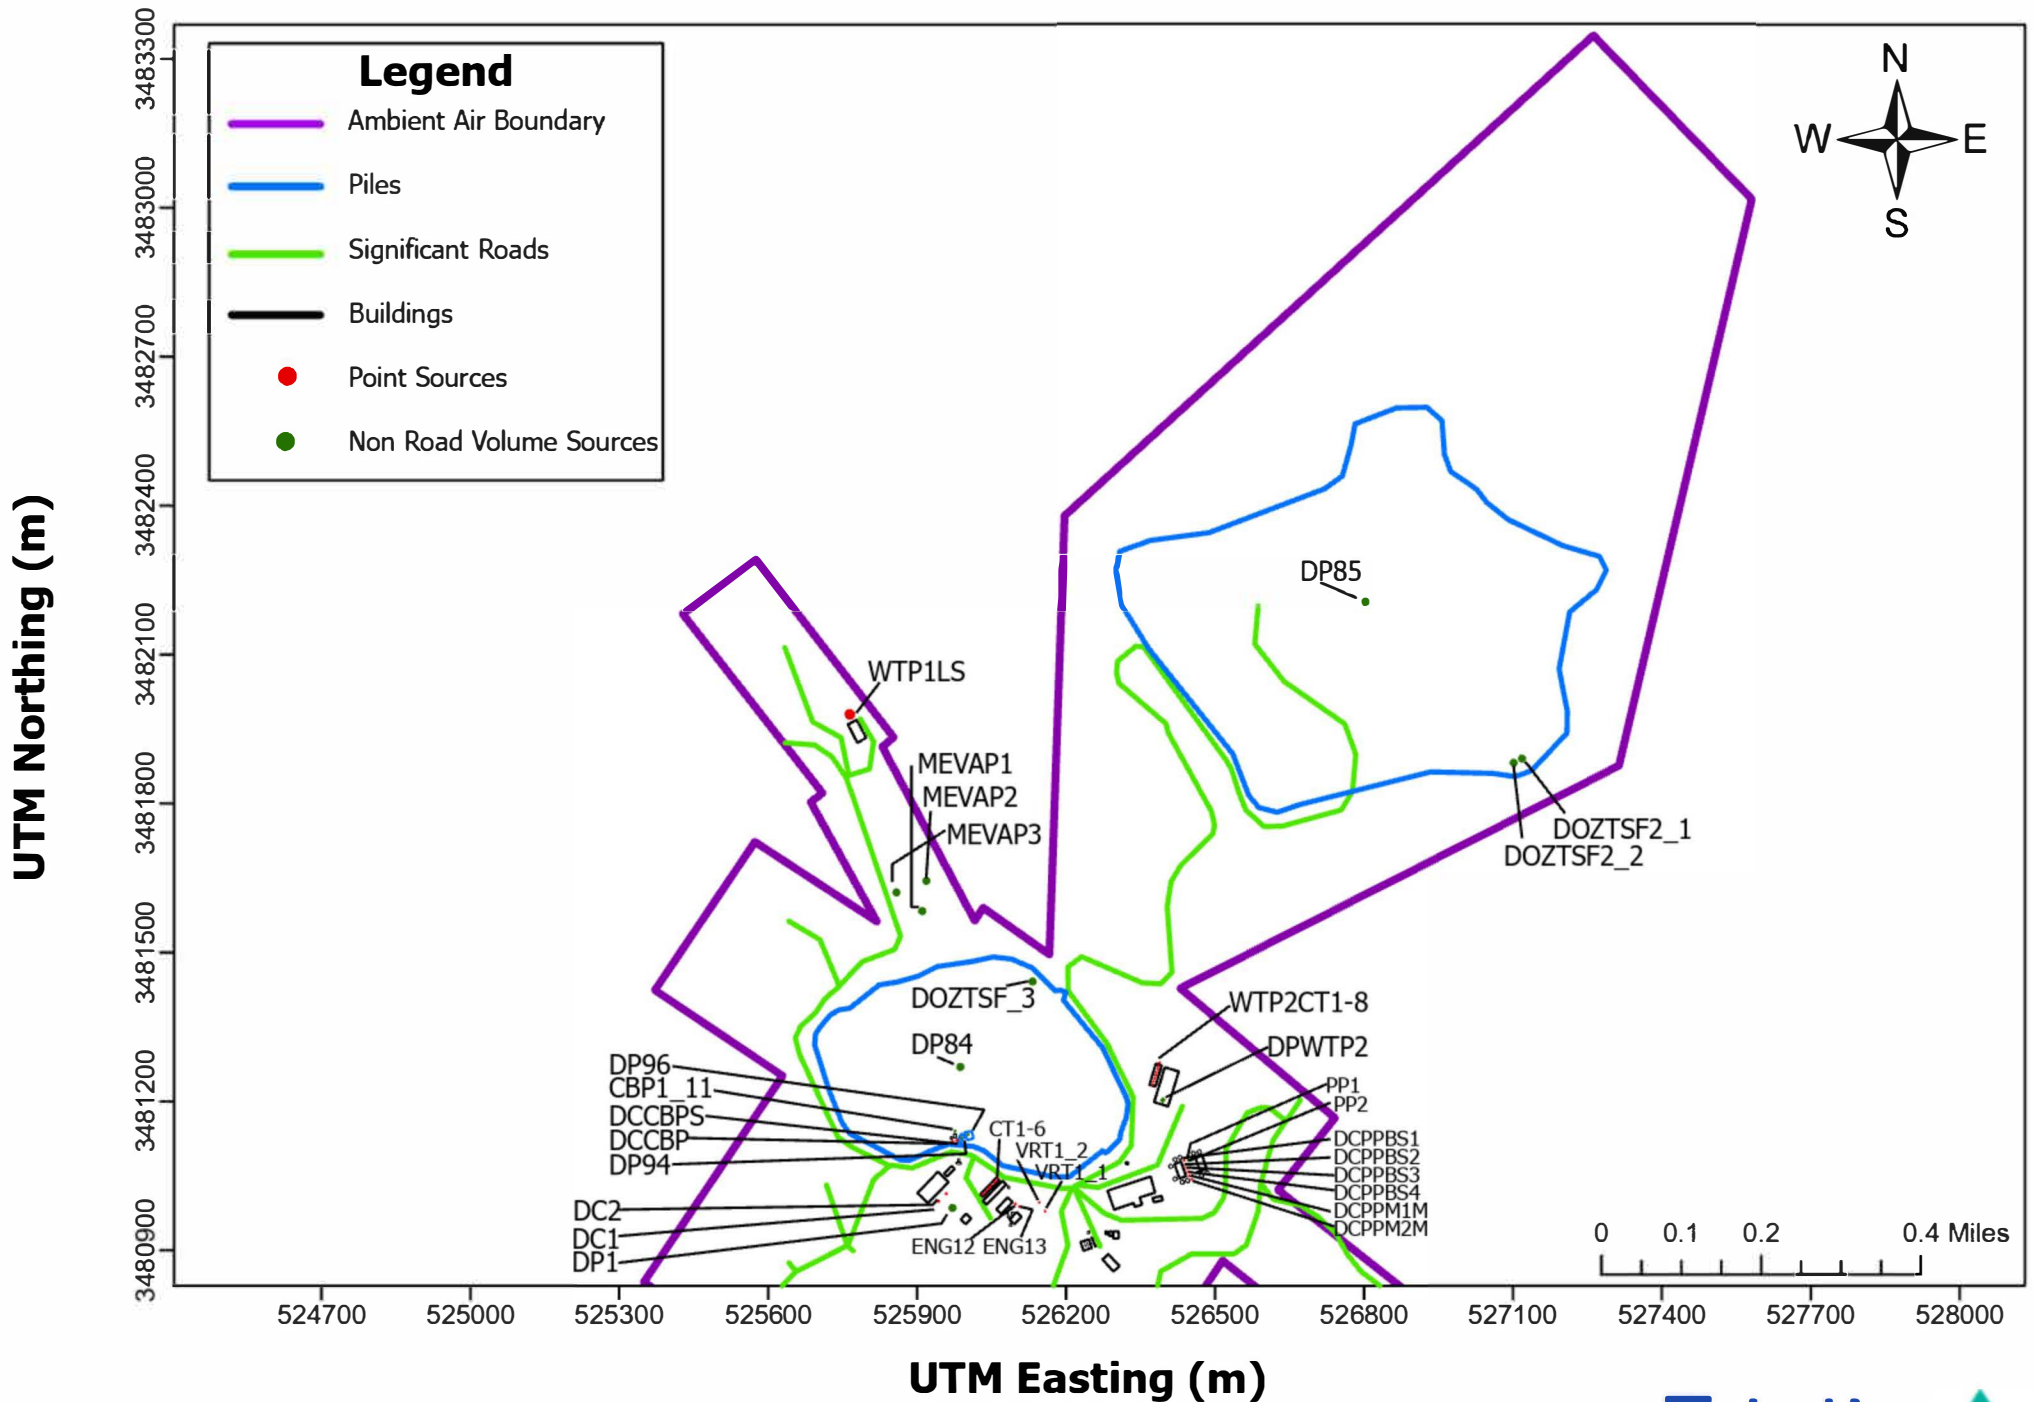 Legend
Ambient Air Boundary
Piles
Significant Roads
Buildings
Point Sources
Non Road Volume Sources
N
W E
S
UTM Northing (m)
3483300
3483000
3482700
3482400
3482100
3481800
3481500
3481200
3480900
DP85
WTP1LS
MEVAP1
MEVAP2
MEVAP3
DOZTSF2_1
DOZTSF2_2
DOZTSF_3
WTP2CT1-8
DP84
DPWTP2
DP96
CBP1_11
DCCBPS
DCCBP
DP94
CT1-6
VRT1_2
VRT1_1
PP1
PP2
DCPPBS1
DCPPBS2
DCPPBS3
DCPPBS4
DCPPM1M
DCPPM2M
DC2
DC1
DP1
ENG12 ENG13
0 0.1 0.2 0.4 Miles
524700 525000 525300 525600 525900 526200 526500 526800 527100 527400 527700 528000
UTM Easting (m)